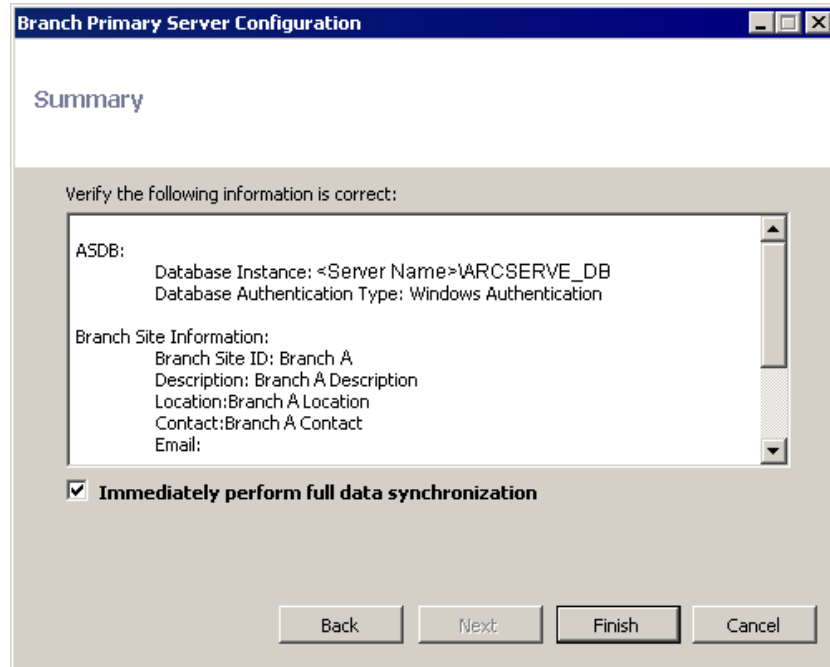 Branch Primary Server Configuration
Summary
Verify the following information is correct:
ASDB:
Database Instance: <Server Name>\ARCSERVE_DB
Database Authentication Type: Windows Authentication
Branch Site Information:
Branch Site ID: Branch A
Description: Branch A Description
Location:Branch A Location
Contact:Branch A Contact
Email:
Immediately perform full data synchronization
Back Next Finish Cancel